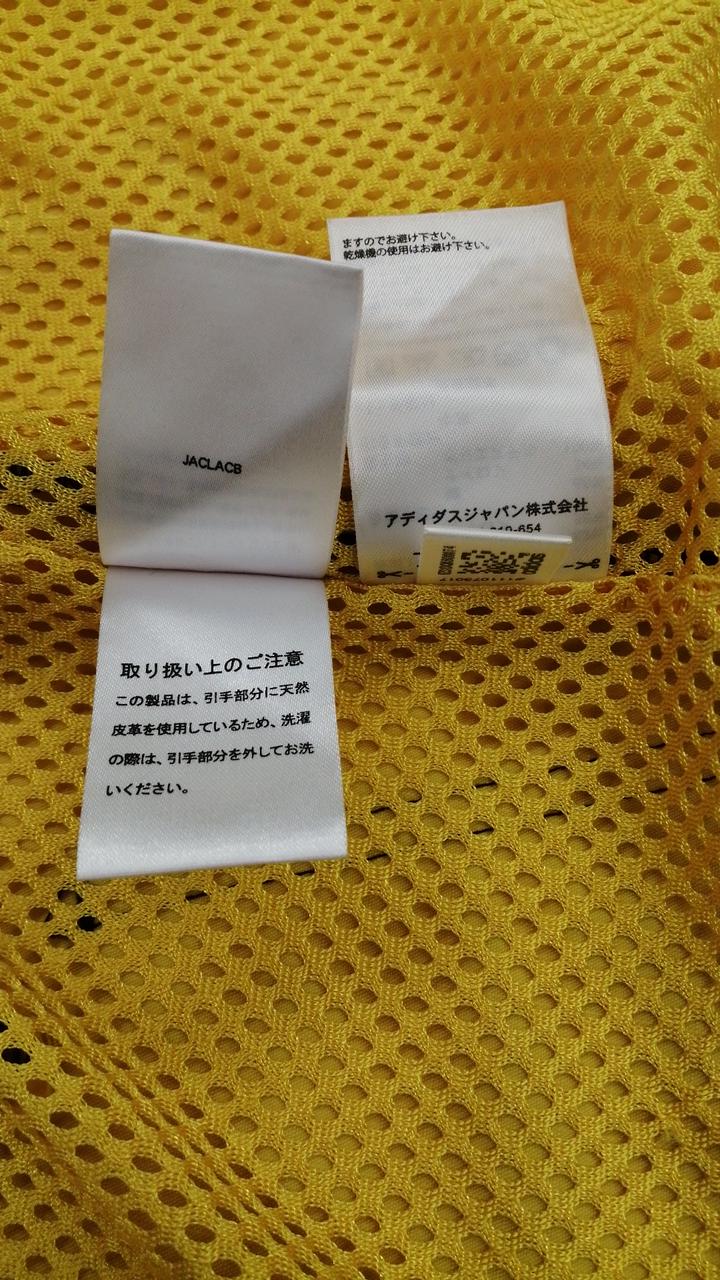 ますのでお避け下さい。
乾燥機の使用はお避け下さい。
JACLACB
アディダスジャパン株式会社
-654
取り扱い上のご注意
この製品は、引手部分に天然
皮革を使用しているため、洗濯
の際は、引手部分を外してお洗
いください。